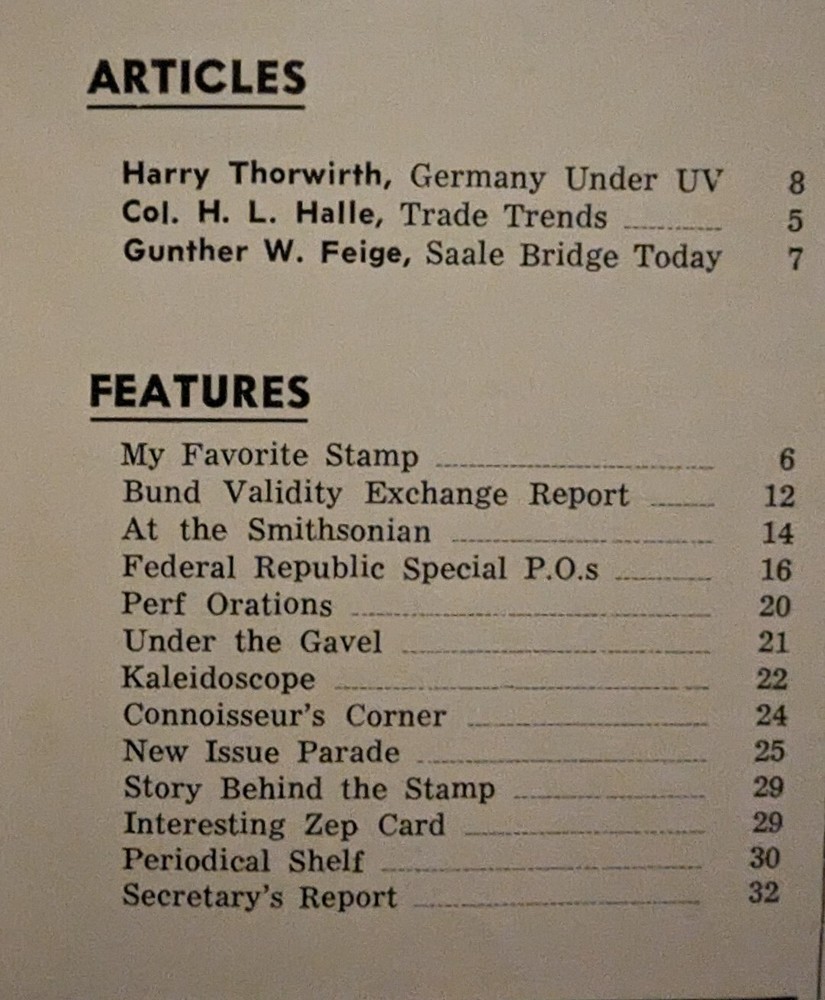 ARTICLES
Harry Thorwirth, Germany Under UV 8
Col. H. L. Halle, Trade Trends 5
Gunther W. Feige, Saale Bridge Today 7
FEATURES
My Favorite Stamp 6
Bund Validity Exchange Report 12
At the Smithsonian 14
Federal Republic Special P.O.s 16
Perf Orations 20
Under the Gavel 21
Kaleidoscope 22
Connoisseur's Corner 24
New Issue Parade 25
Story Behind the Stamp 29
Interesting Zep Card 29
Periodical Shelf 30
Secretary's Report 32